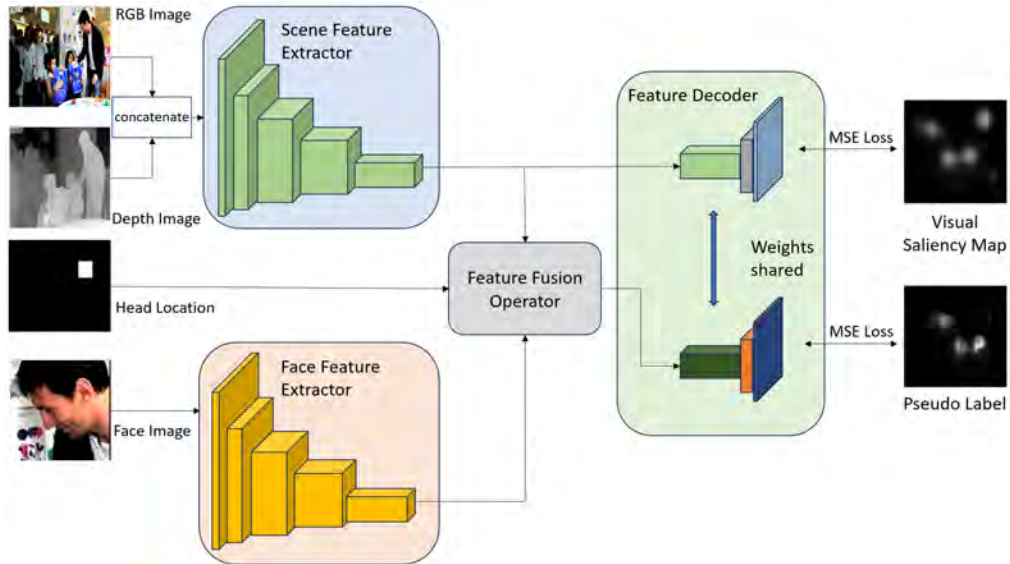 RGB Image
Scene Feature
Extractor
concatenate
Depth Image
Feature Decoder
MSE Loss
Visual
Saliency Map
Weights
shared
Feature Fusion
Operator
Head Location
MSE Loss
Pseudo Label
Face Feature
Extractor
Face Image